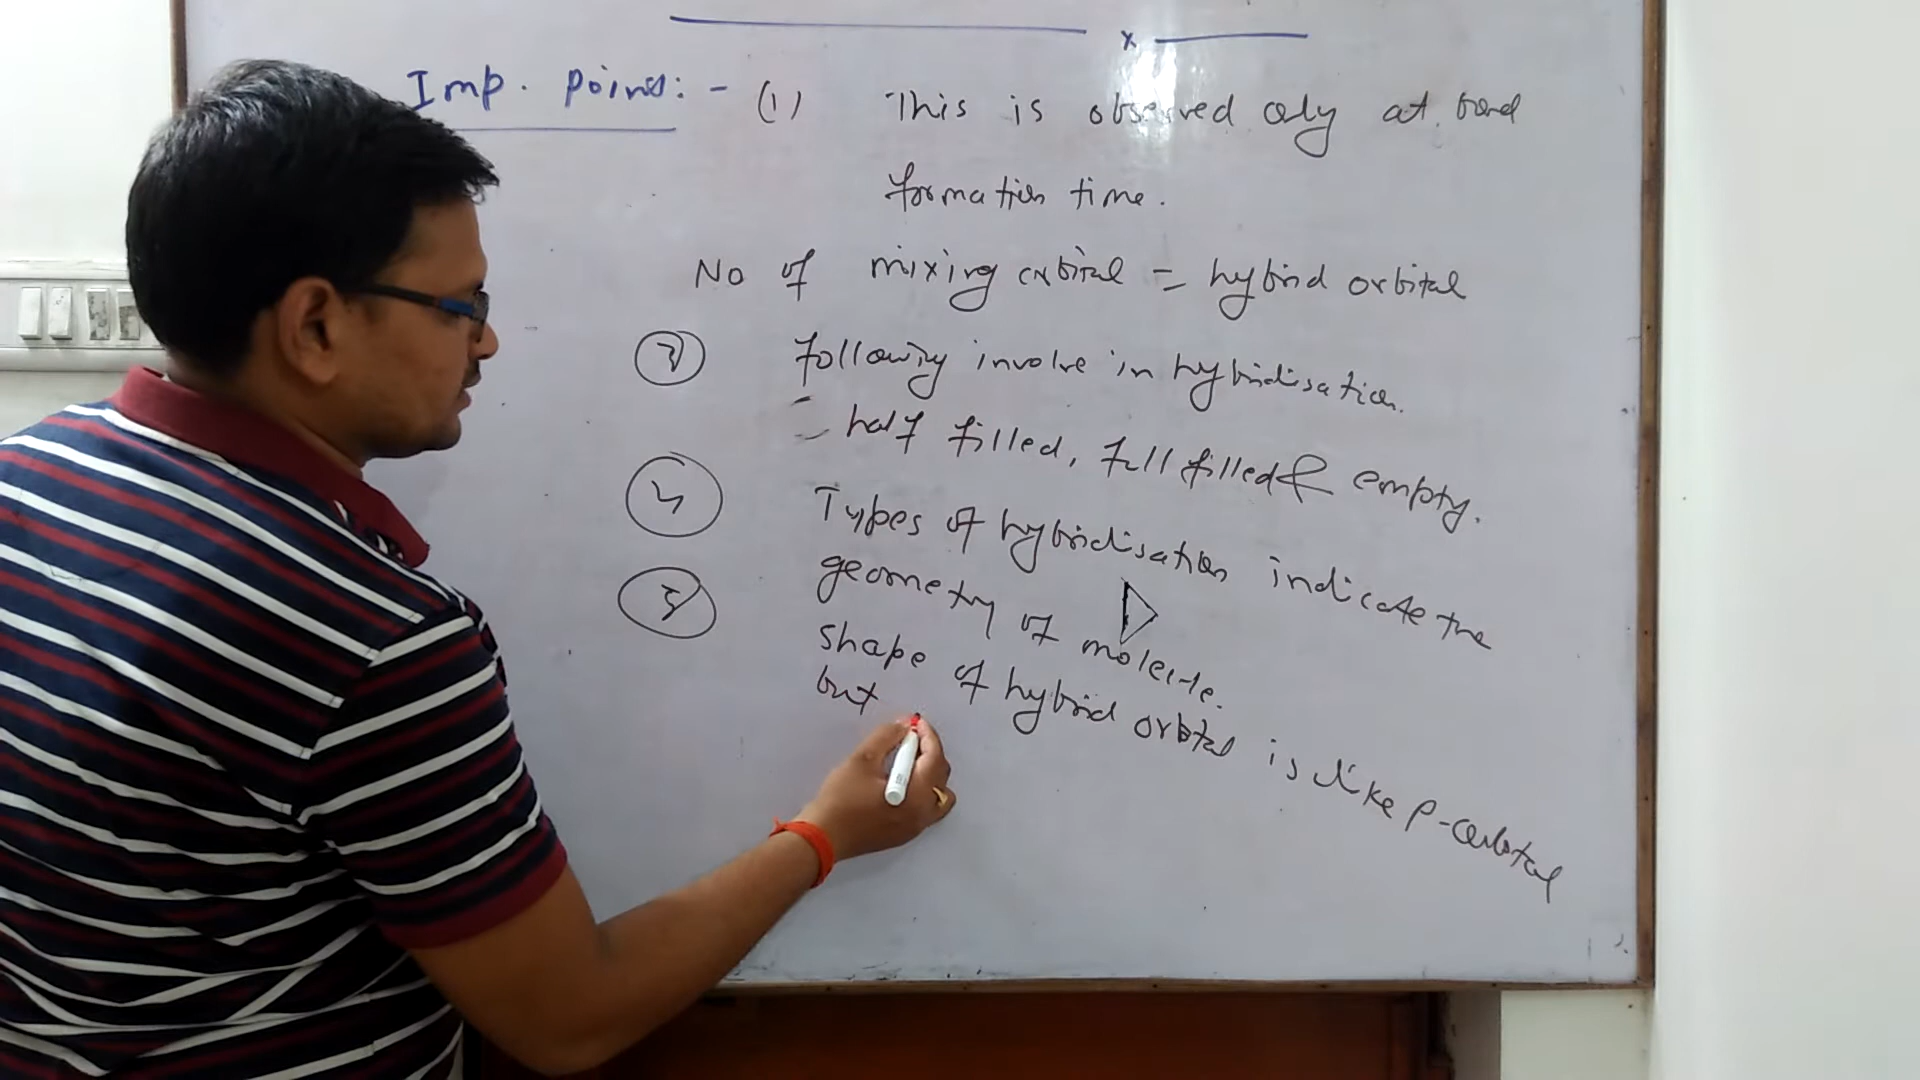 x
Imp. points: - (1) This is observed only at bond
formation time.
No of mixing orbital = hybrid orbital
(3) following involve in hybridisation.
- half filled, full filled & empty.
(4) Types of hybridisation indicate the
geometry of molecule.
(5) shape of hybrid orbital is like p-orbital
but